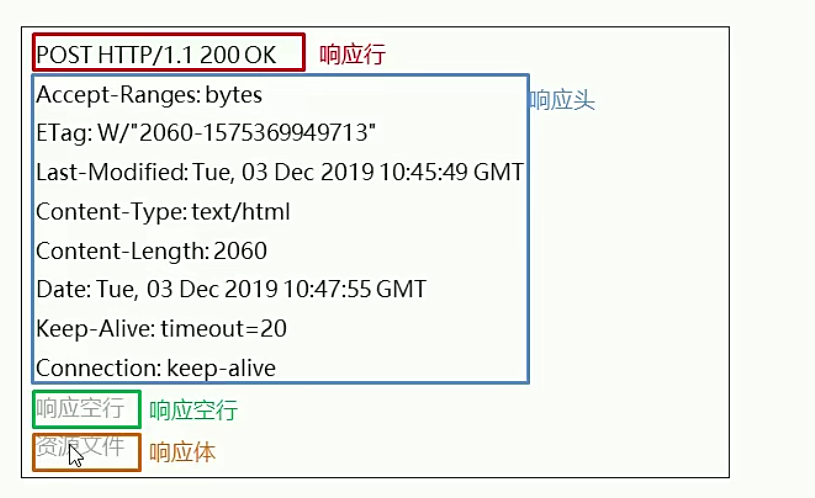 POST HTTP/1.1 200 OK 响应行
Accept-Ranges: bytes 响应头
ETag: W/"2060-1575369949713"
Last-Modified: Tue, 03 Dec 2019 10:45:49 GMT
Content-Type: text/html
Content-Length: 2060
Date: Tue, 03 Dec 2019 10:47:55 GMT
Keep-Alive: timeout=20
Connection: keep-alive
响应空行 响应空行
资源文件 响应体